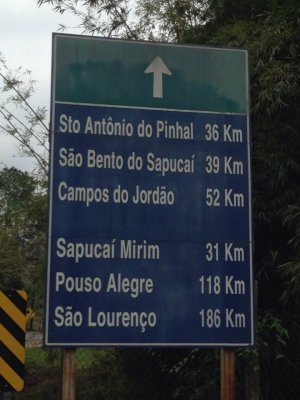 Sto Antônio do Pinhal 36 Km
São Bento do Sapucaí 39 Km
Campos do Jordão 52 Km
Sapucaí Mirim 31 Km
Pouso Alegre 118 Km
São Lourenço 186 Km